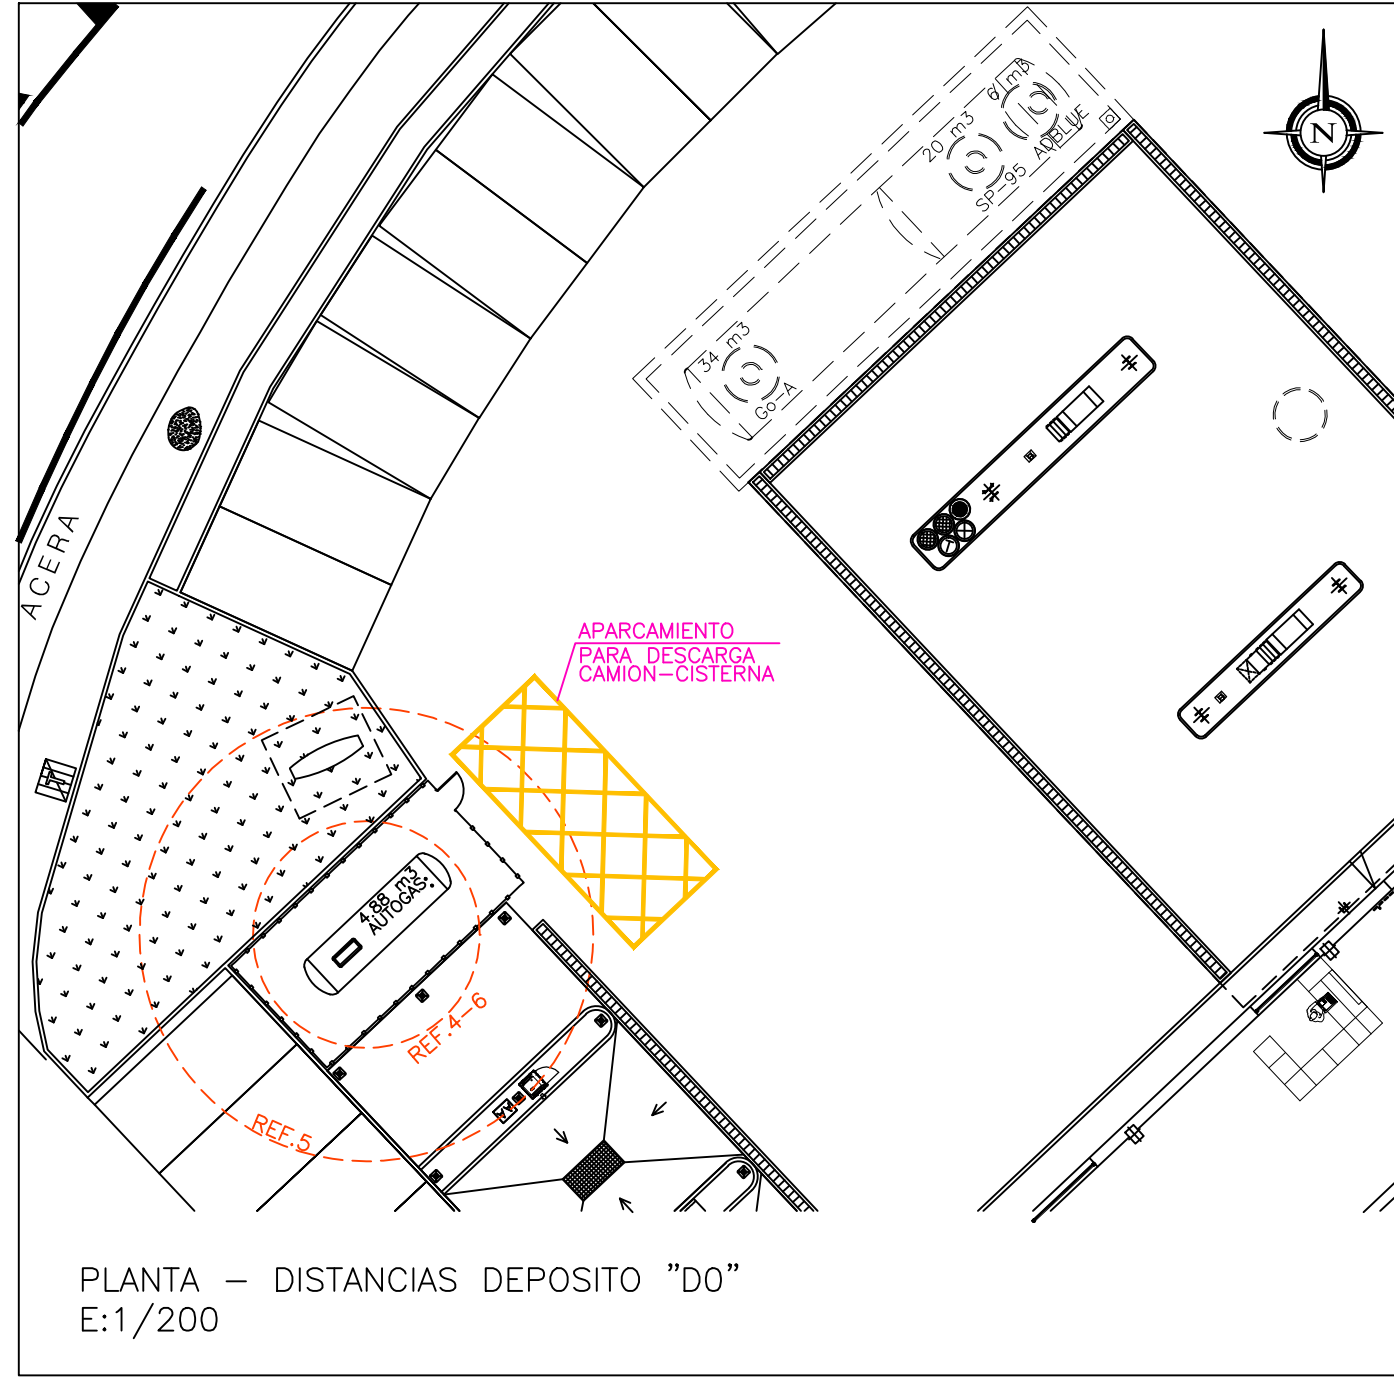 6 m3
20 m3
ADBLUE
SP-95
N
34 m3
Go-A
ACERA
APARCAMIENTO
PARA DESCARGA
CAMION-CISTERNA
4.88 m3
AUTOGAS
REF.4-6
REF.5
PLANTA - DISTANCIAS DEPOSITO "D0"
E:1/200